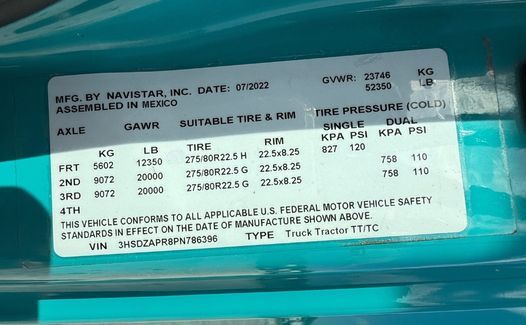 MFG. BY NAVISTAR, INC. DATE: 07/2022 GVWR: 23746 KG
ASSEMBLED IN MEXICO 52350 LB
SUITABLE TIRE & RIM TIRE PRESSURE (COLD)
AXLE GAWR SINGLE DUAL
KG LB TIRE RIM KPA PSI KPA PSI
FRT 5602 12350 275/80R22.5 H 22.5x8.25 827 120
2ND 9072 20000 275/80R22.5 G 22.5x8.25 758 110
3RD 9072 20000 275/80R22.5 G 22.5x8.25 758 110
4TH
THIS VEHICLE CONFORMS TO ALL APPLICABLE U.S. FEDERAL MOTOR VEHICLE SAFETY
STANDARDS IN EFFECT ON THE DATE OF MANUFACTURE SHOWN ABOVE.
VIN 3HSDZAPR8PN786396 TYPE Truck Tractor TT/TC